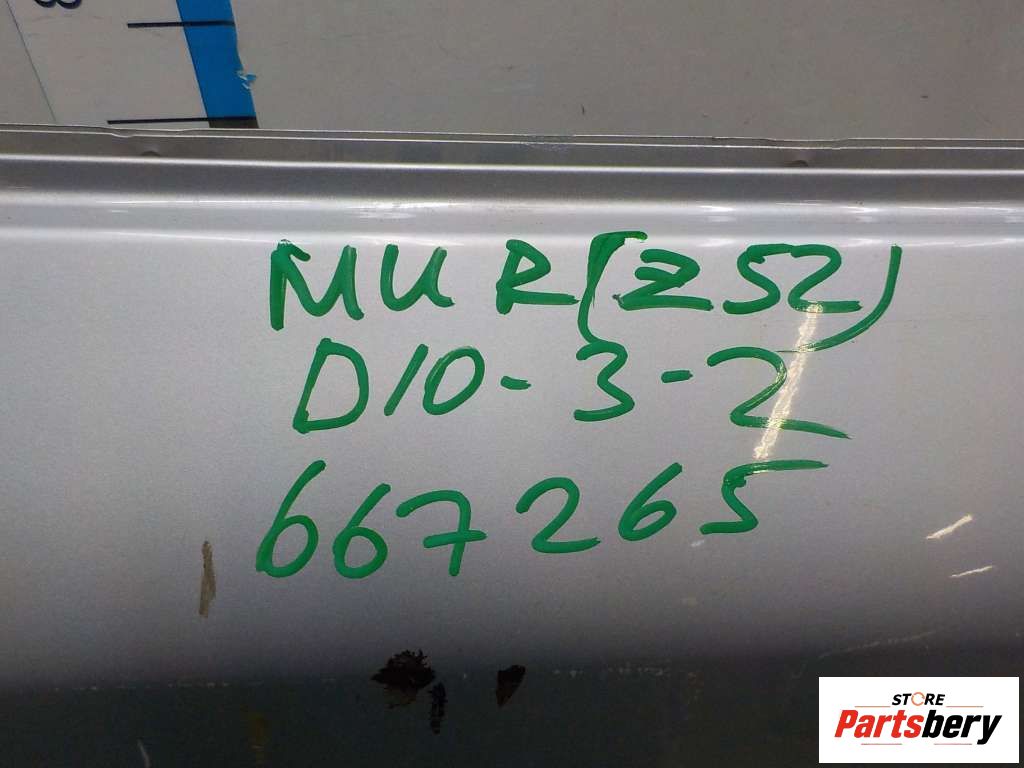 MUR(Z52)
D10-3-2
667265
STORE
Partsbery